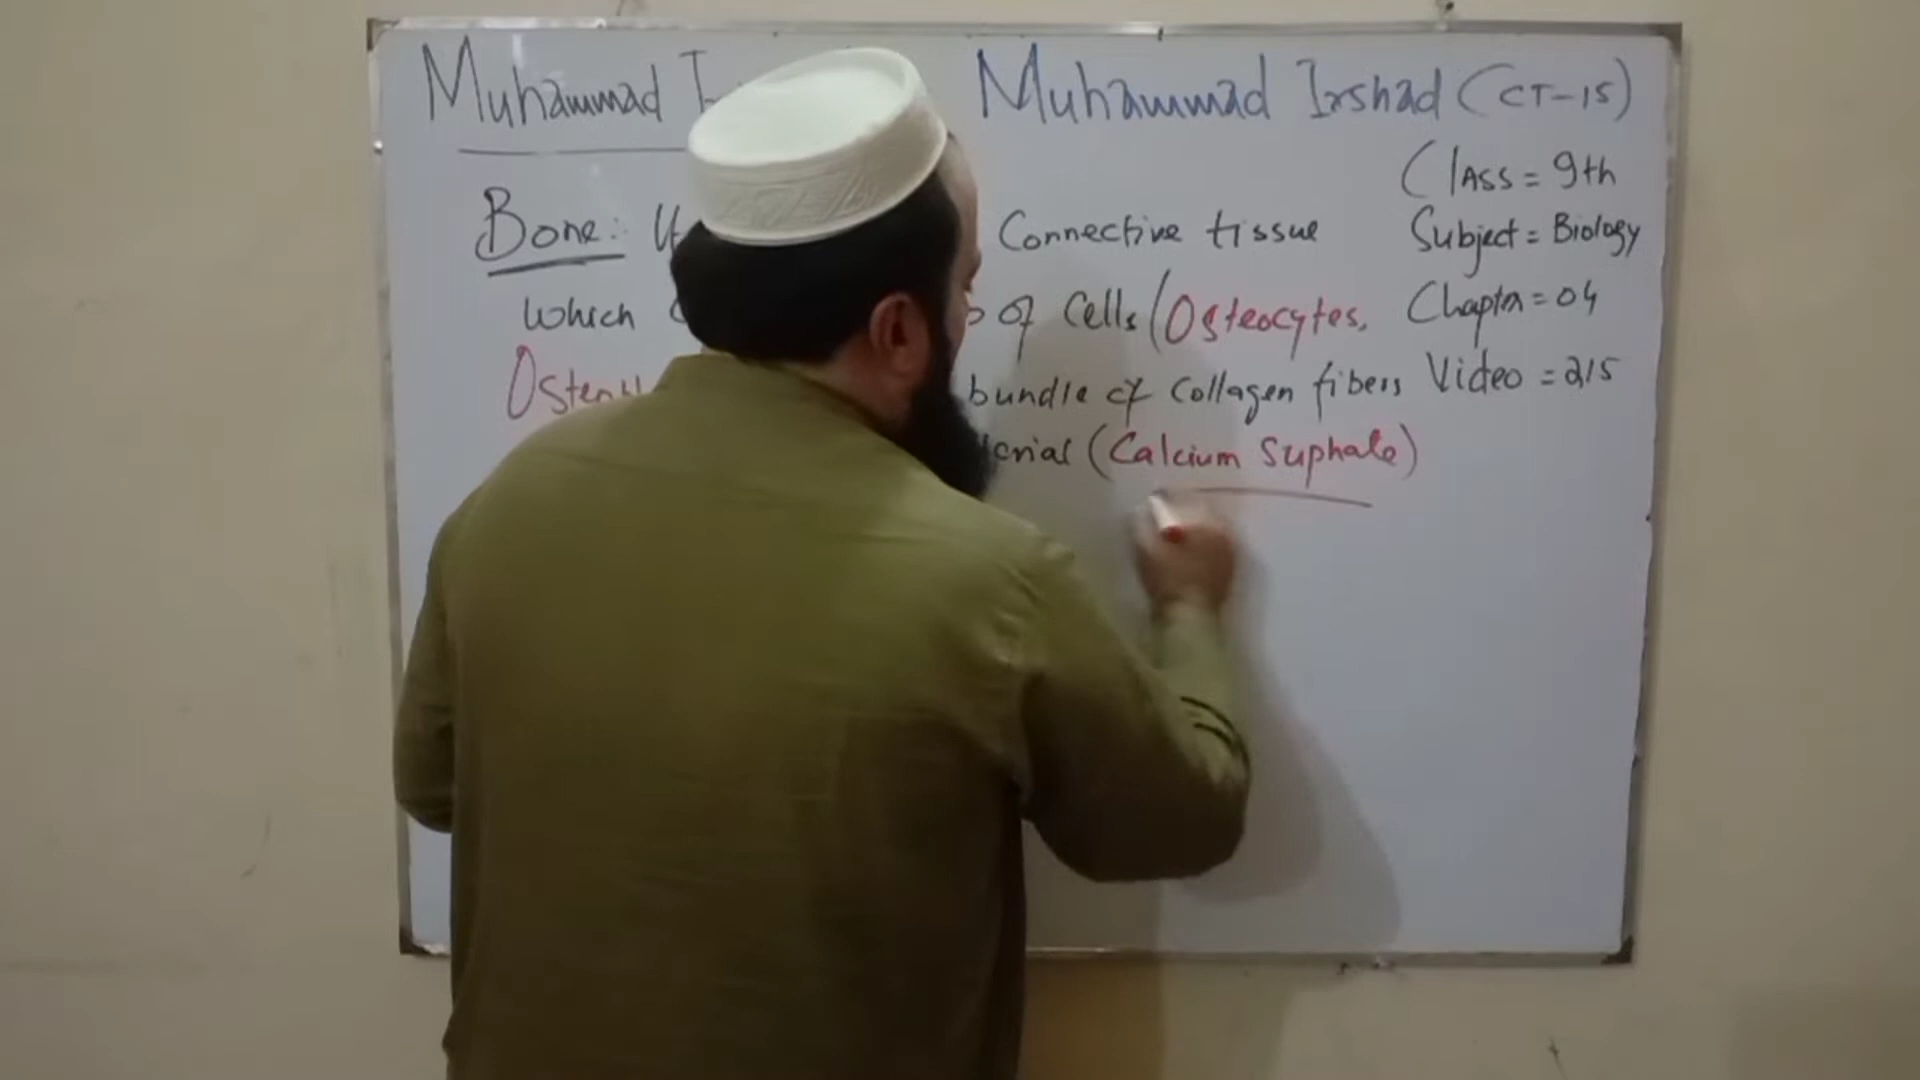 Muhammad
Muhammad Irshad (CT-15)
Class = 9th
Subject = Biology
Chapter = 04
Video = 215
Bone: Connective tissue
which of Cells (Osteocytes,
bundle of Collagen fibers
(Calcium Suphate)